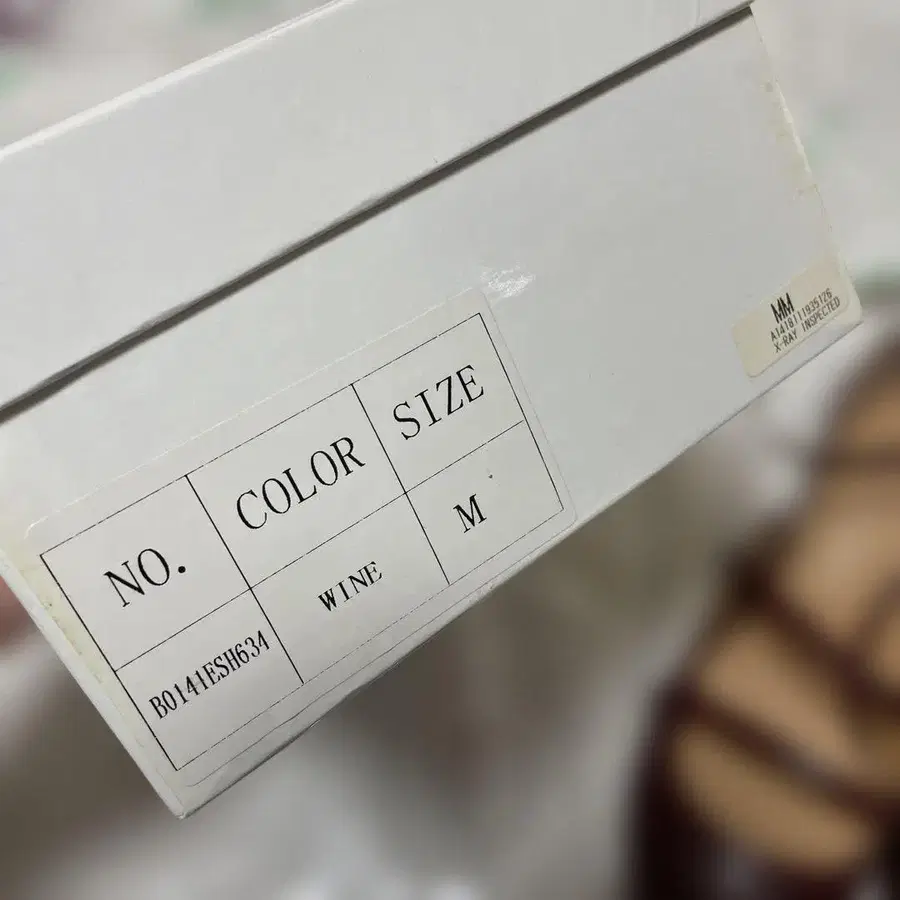 NO. COLOR SIZE
B0141ESH634 WINE M
MM
A1418111935126
X-RAY INSPECTED